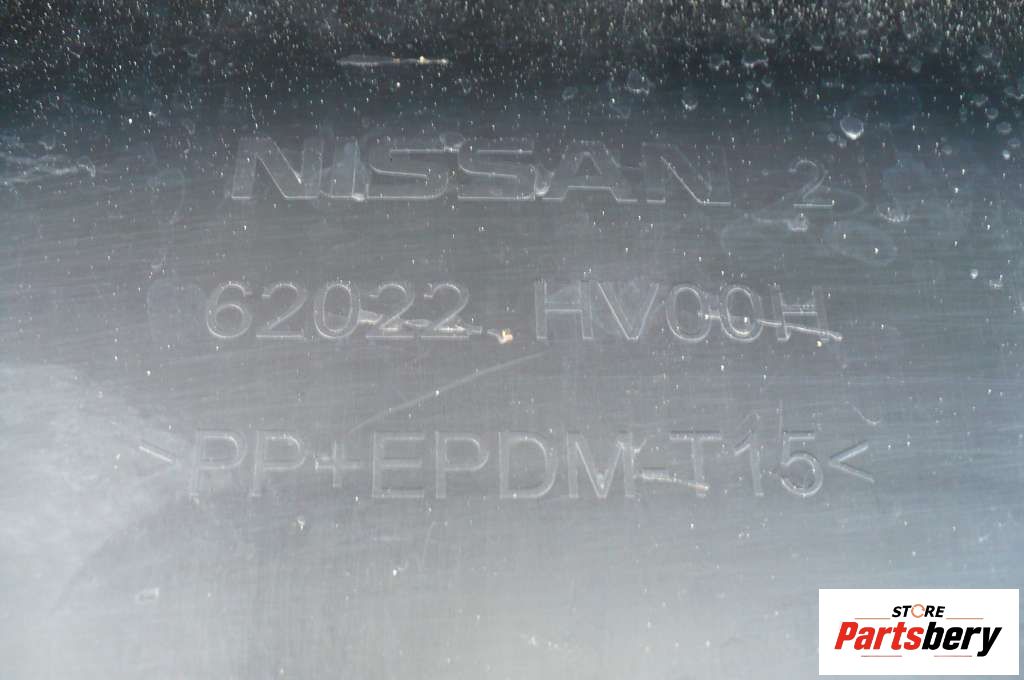 NISSAN 2
62022 HV00H
>PP+EPDM-T15<
STORE
Partsbery